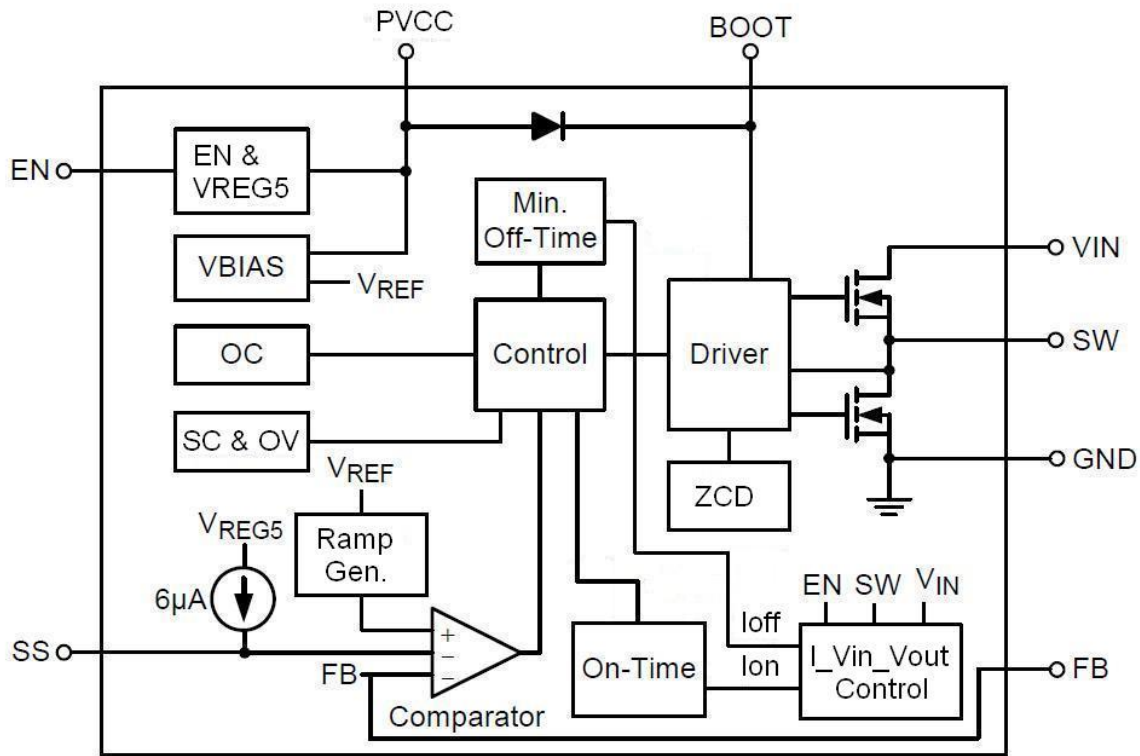 PVCC
BOOT
EN
EN &
VREG5
Min.
Off-Time
VIN
VBIAS
VREF
SW
OC
Control
Driver
SC & OV
GND
VREF
ZCD
VREG5
Ramp
Gen.
6µA
EN SW VIN
+
Ioff
SS
−
On-Time
I_Vin_Vout
Control
FB
FB
−
Ion
Comparator